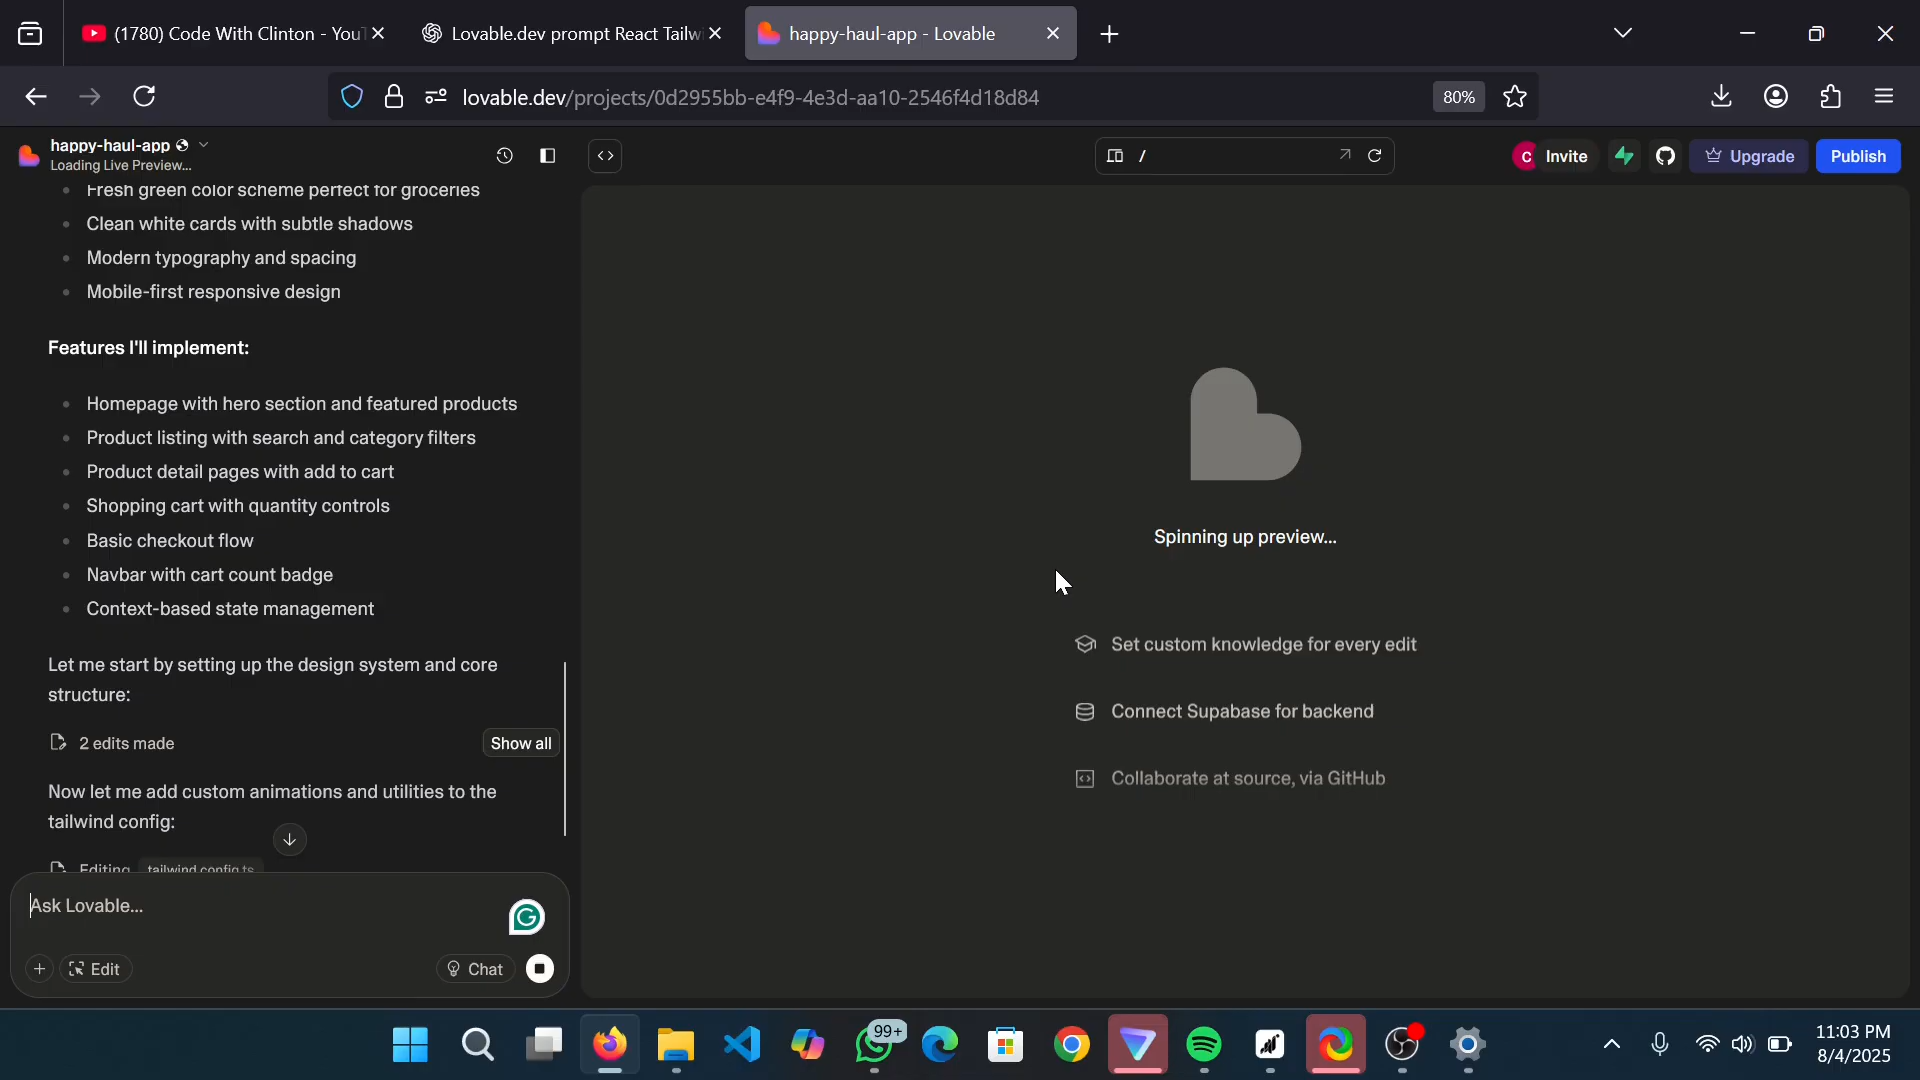 (1780) Code With Clinton - You
Lovable.dev prompt React Tailw
happy-haul-app - Lovable
lovable.dev/projects/0d2955bb-e4f9-4e3d-aa10-2546f4d18d84
80%
happy-haul-app
Loading Live Preview...
/
C Invite
Upgrade
Publish
Fresh green color scheme perfect for groceries
Clean white cards with subtle shadows
Modern typography and spacing
Mobile-first responsive design
Features I'll implement:
Homepage with hero section and featured products
Product listing with search and category filters
Product detail pages with add to cart
Shopping cart with quantity controls
Basic checkout flow
Navbar with cart count badge
Context-based state management
Let me start by setting up the design system and core
structure:
2 edits made
Show all
Now let me add custom animations and utilities to the
tailwind config:
Editing tailwind.config.ts
Ask Lovable...
Edit
Chat
Spinning up preview...
Set custom knowledge for every edit
Connect Supabase for backend
Collaborate at source, via GitHub
99+
11:03 PM
8/4/2025